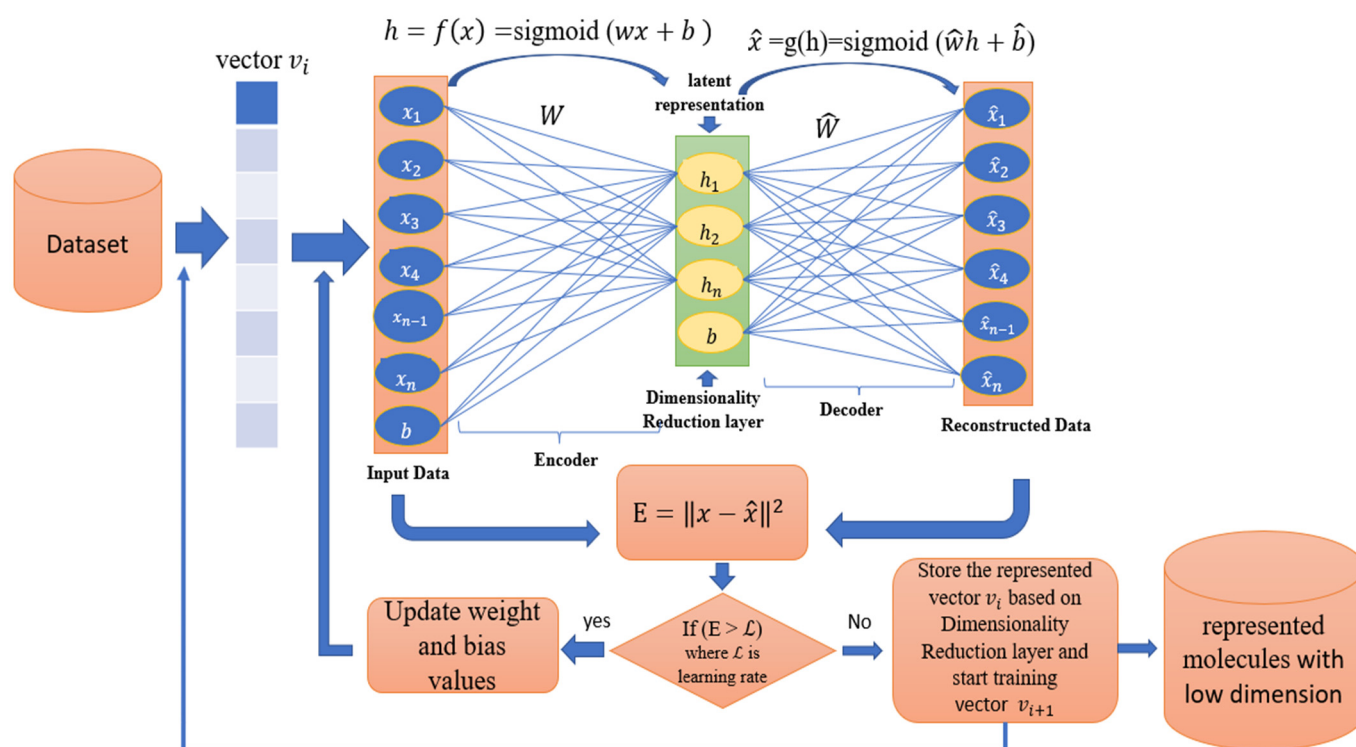 h = f(x) =sigmoid (wx + b )
x̂ =g(h)=sigmoid (ŵh + b̂)
vector vᵢ
latent
representation
W
Ŵ
x₁
x₂
x₃
x₄
xₙ₋₁
xₙ
b
h₁
h₂
hₙ
b
x̂₁
x̂₂
x̂₃
x̂₄
x̂ₙ₋₁
x̂ₙ
Dataset
Dimensionality
Reduction layer
Decoder
Reconstructed Data
Encoder
Input Data
E = ‖x − x̂‖²
Update weight
and bias
values
yes
If (E > ℒ)
where ℒ is
learning rate
No
Store the represented
vector vᵢ based on
Dimensionality
Reduction layer and
start training
vector vᵢ₊₁
represented
molecules with
low dimension